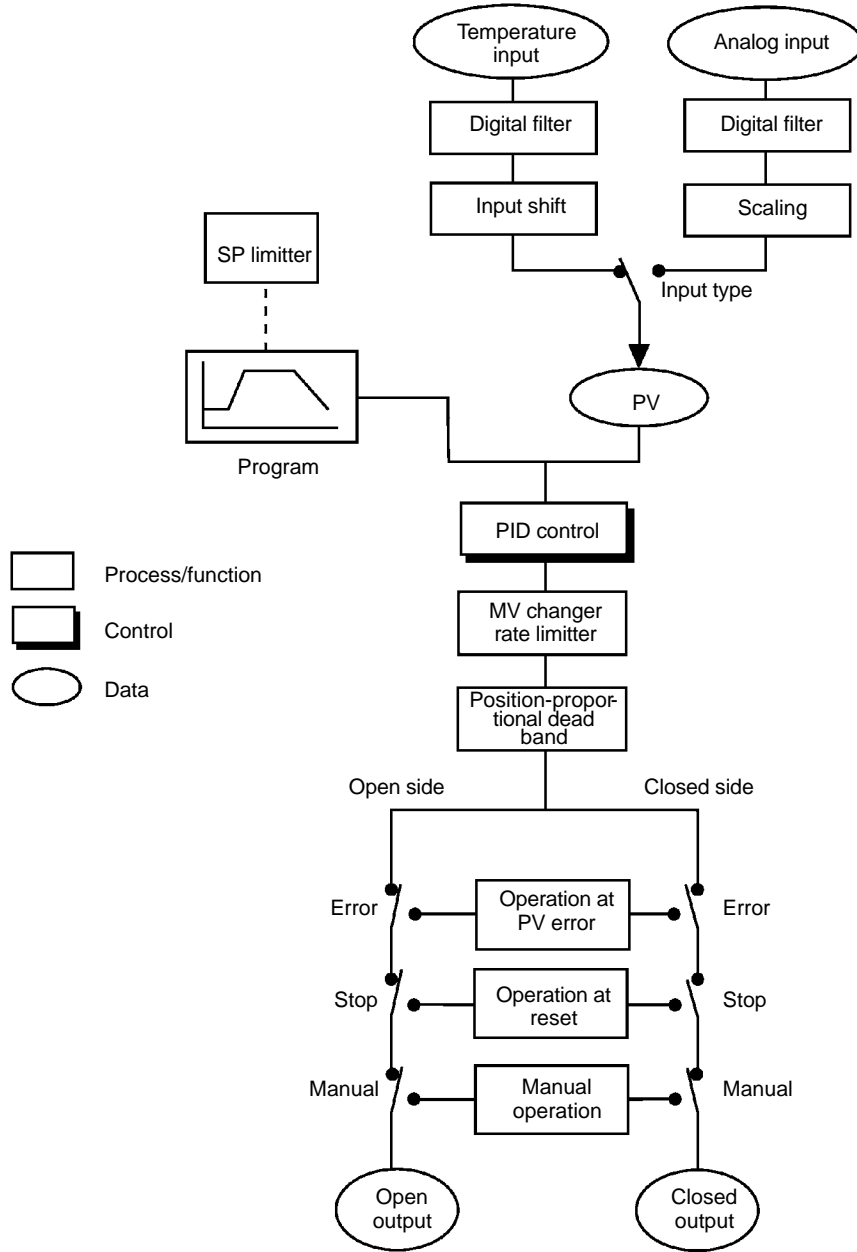 Temperature
input
Analog input
Digital filter
Digital filter
Input shift
Scaling
SP limitter
Input type
PV
Program
PID control
Process/function
MV changer
rate limitter
Control
Data
Position-propor-
tional dead
band
Open side
Closed side
Error
Operation at
PV error
Error
Stop
Operation at
reset
Stop
Manual
Manual
operation
Manual
Open
output
Closed
output